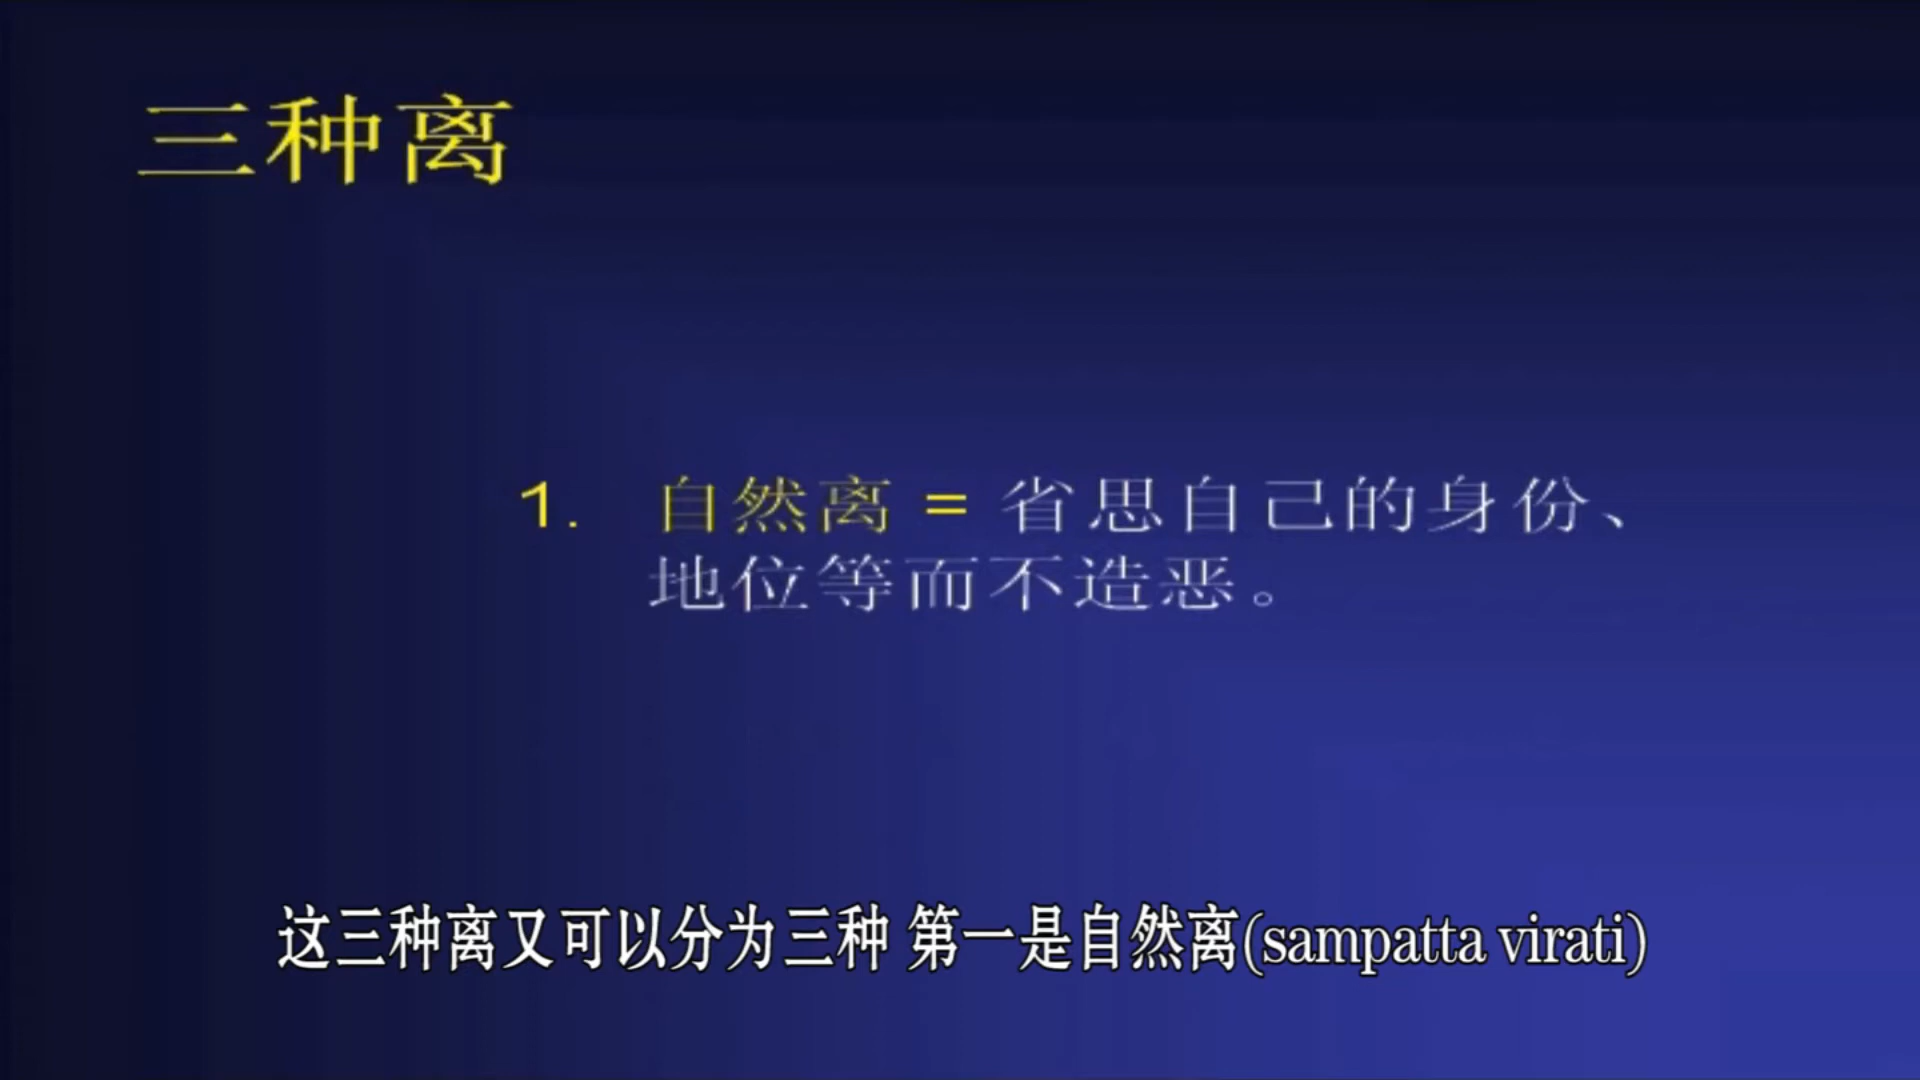 三种离
1. 自然离 = 省思自己的身份、
地位等而不造恶。
这三种离又可以分为三种 第一是自然离(sampatta virati)